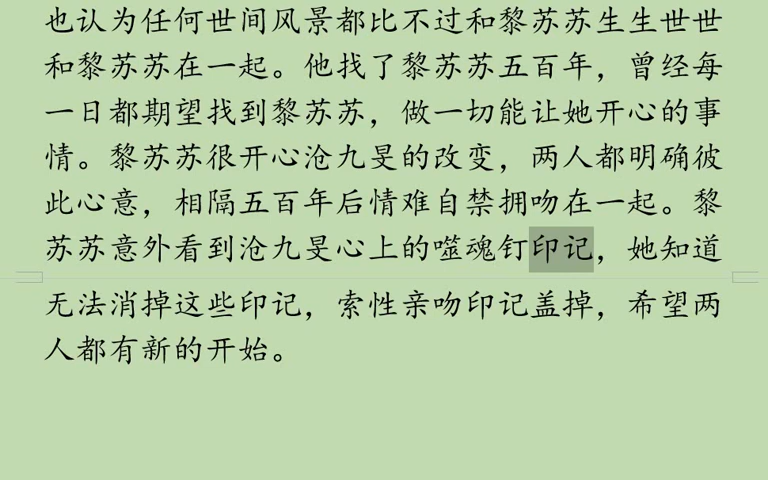 也认为任何世间风景都比不过和黎苏苏生生世世
和黎苏苏在一起。他找了黎苏苏五百年，曾经每
一日都期望找到黎苏苏，做一切能让她开心的事
情。黎苏苏很开心沧九旻的改变，两人都明确彼
此心意，相隔五百年后情难自禁拥吻在一起。黎
苏苏意外看到沧九旻心上的噬魂钉印记，她知道
无法消掉这些印记，索性亲吻印记盖掉，希望两
人都有新的开始。